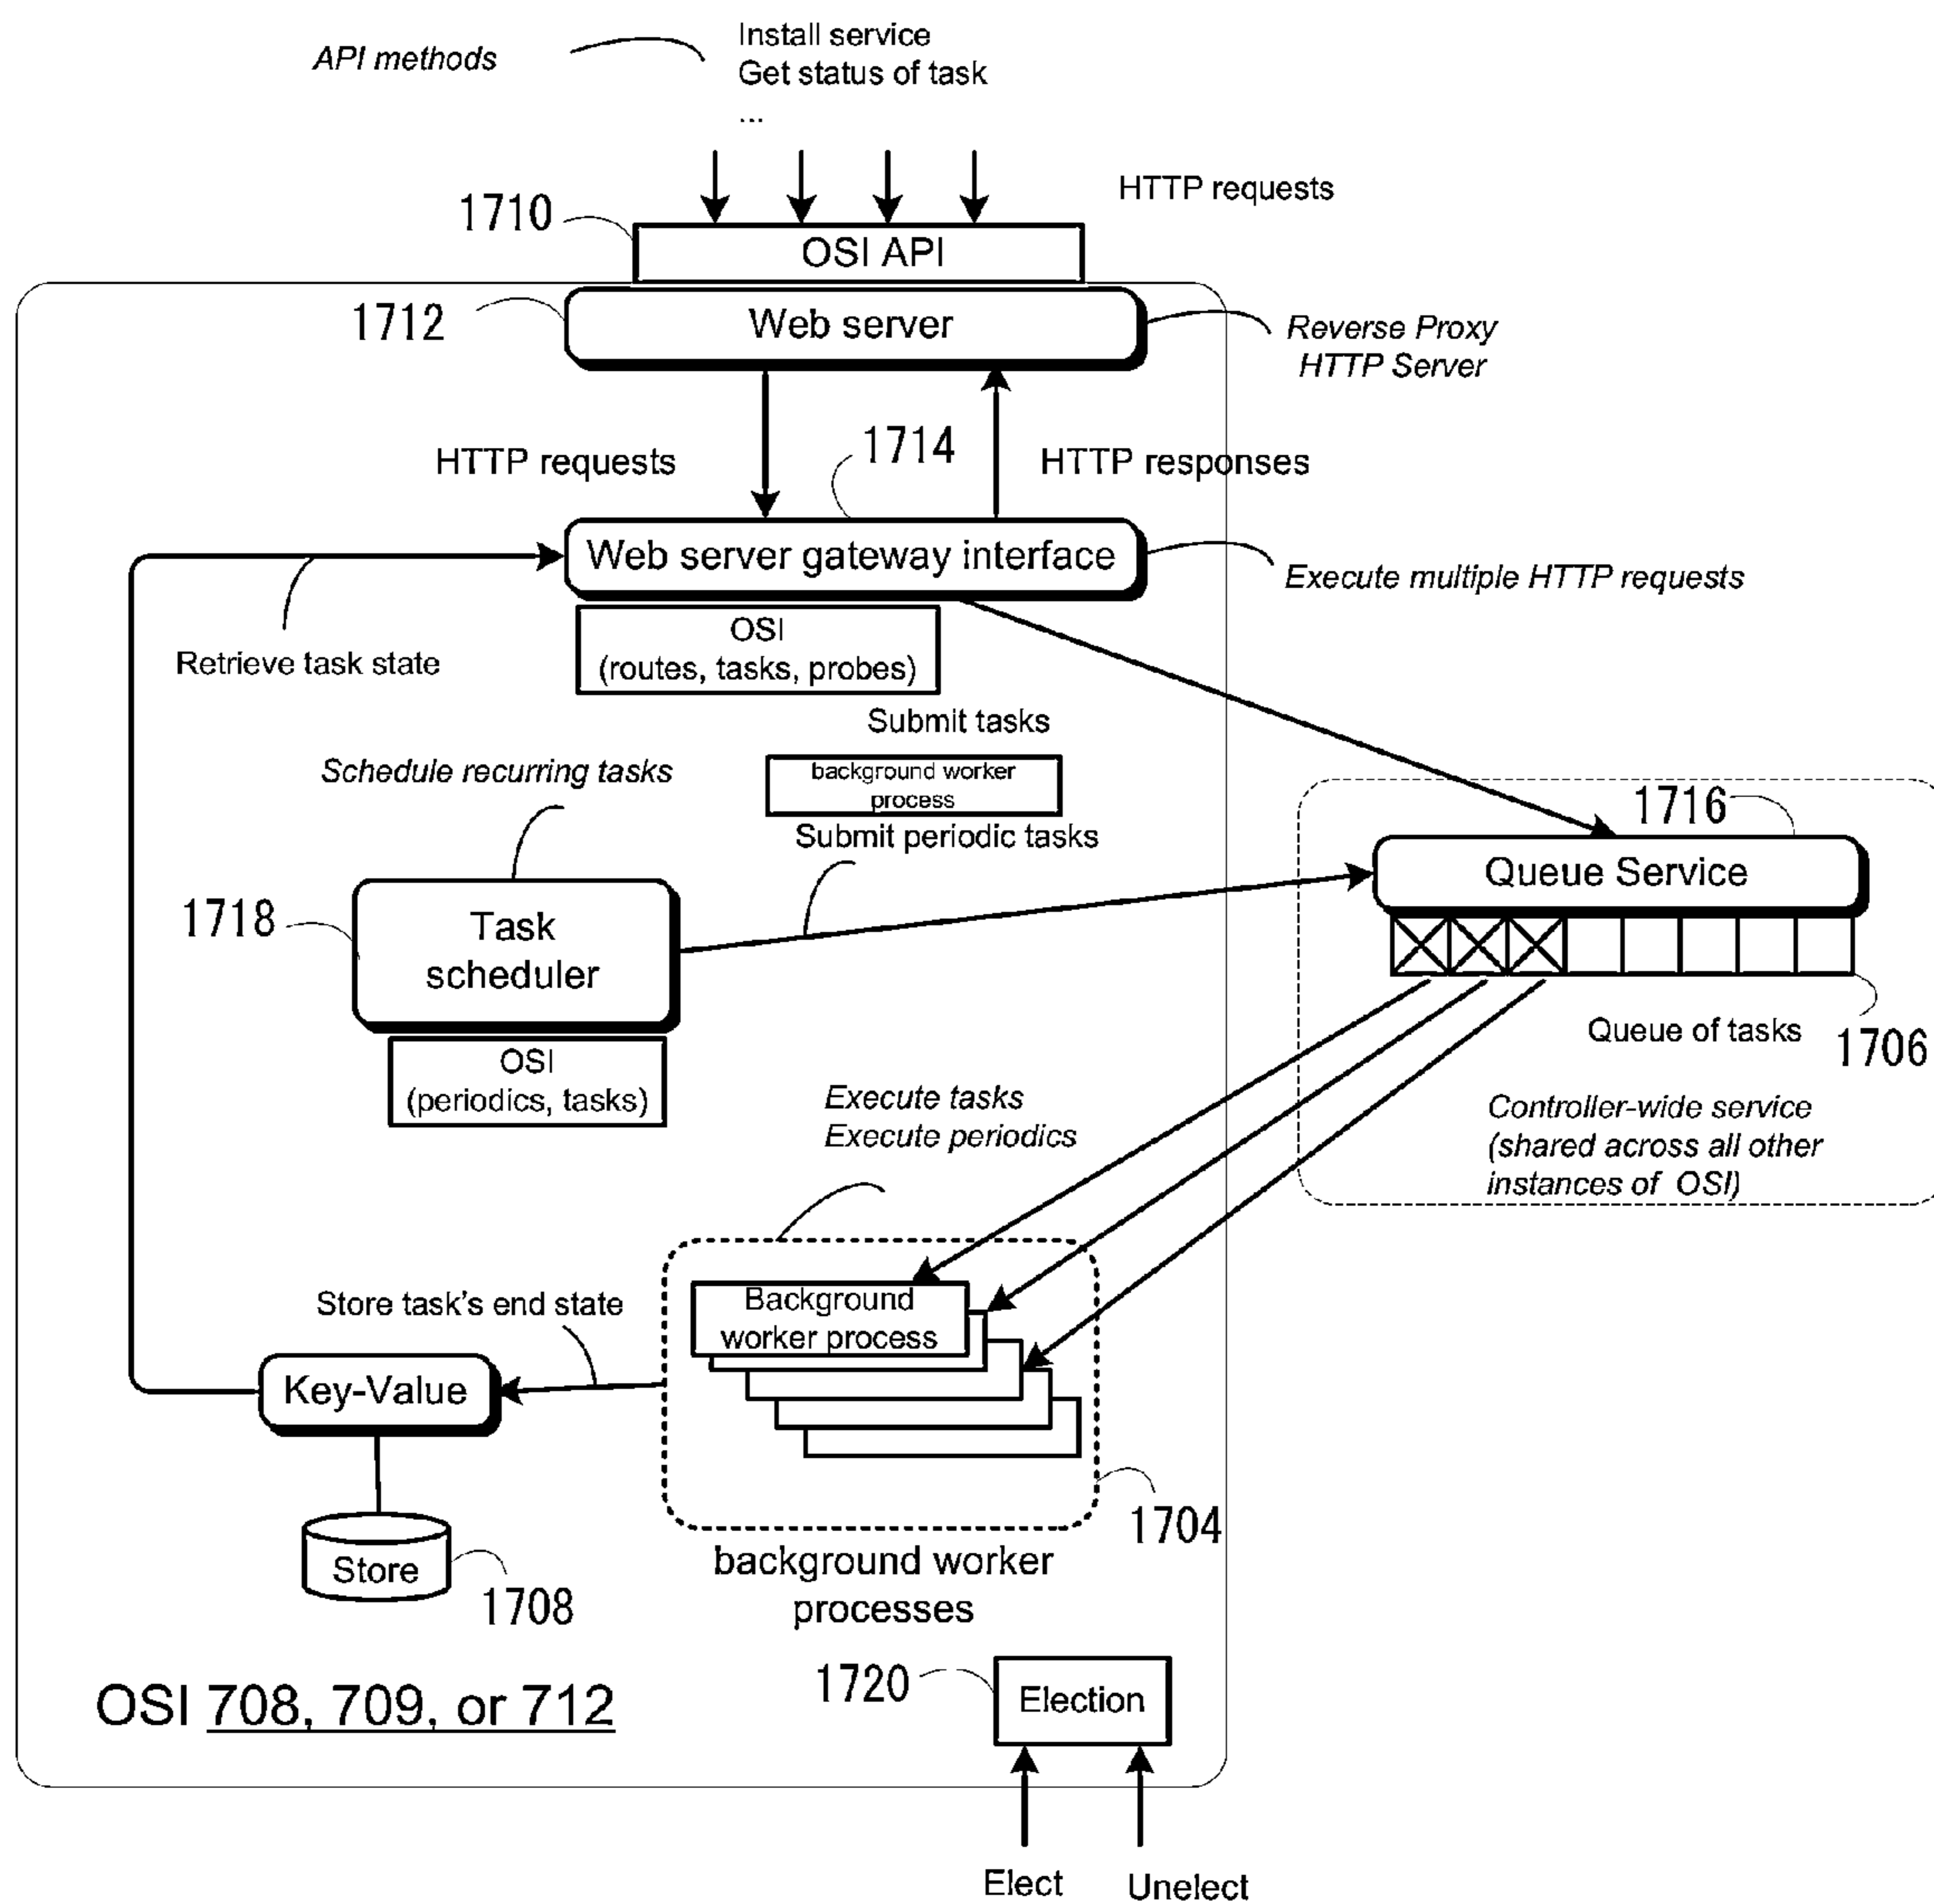 API methods
Install service
Get status of task
...
HTTP requests
1710
OSI API
1712
Web server
Reverse Proxy
HTTP Server
HTTP requests
1714
HTTP responses
Web server gateway interface
Execute multiple HTTP requests
OSI
(routes, tasks, probes)
Retrieve task state
Submit tasks
Schedule recurring tasks
background worker
process
Submit periodic tasks
1716
Queue Service
1718
Task
scheduler
Queue of tasks
1706
OSI
(periodics, tasks)
Execute tasks
Execute periodics
Controller-wide service
(shared across all other
instances of OSI)
Store task's end state
Background
worker process
Key-Value
1704
background worker
processes
Store
1708
1720
Election
OSI 708, 709, or 712
Elect
Unelect